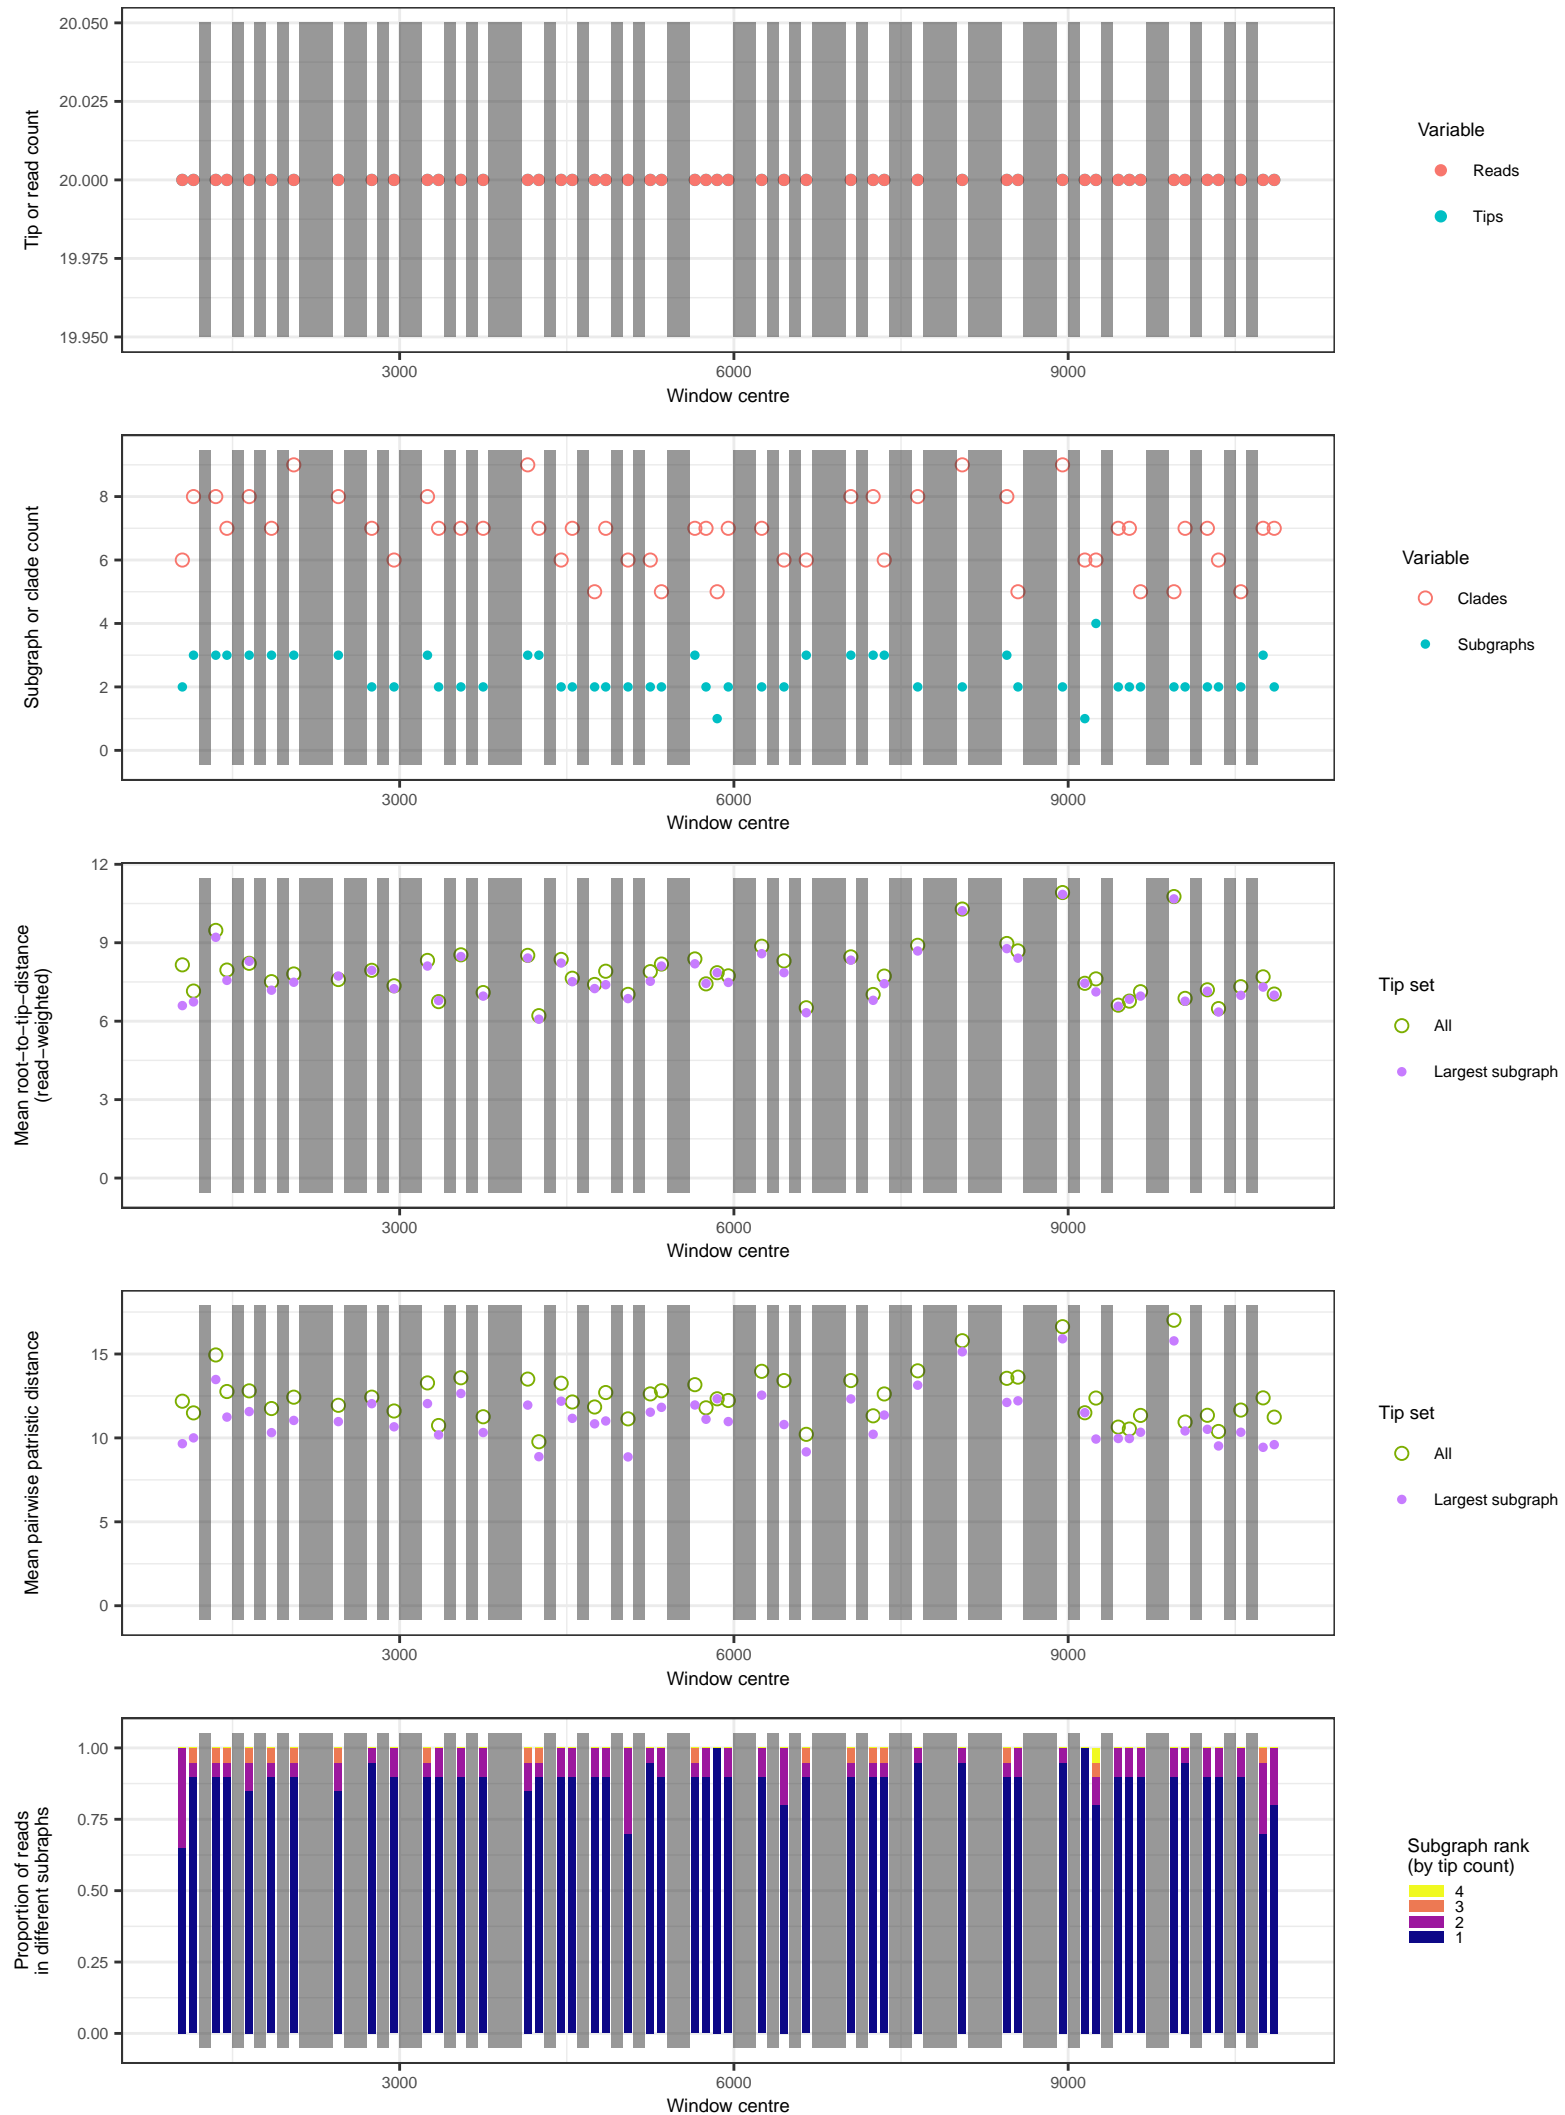 20.050
20.025
20.000
19.975
19.950
Tip or read count
3000
6000
9000
Window centre
Variable
Reads
Tips
8
6
4
2
0
Subgraph or clade count
3000
6000
9000
Window centre
Variable
Clades
Subgraphs
12
9
6
3
0
Mean root−to−tip−distance
(read−weighted)
3000
6000
9000
Window centre
Tip set
All
Largest subgraph
15
10
5
0
Mean pairwise patristic distance
3000
6000
9000
Window centre
Tip set
All
Largest subgraph
1.00
0.75
0.50
0.25
0.00
Proportion of reads
in different subraphs
3000
6000
9000
Window centre
Subgraph rank
(by tip count)
4
3
2
1